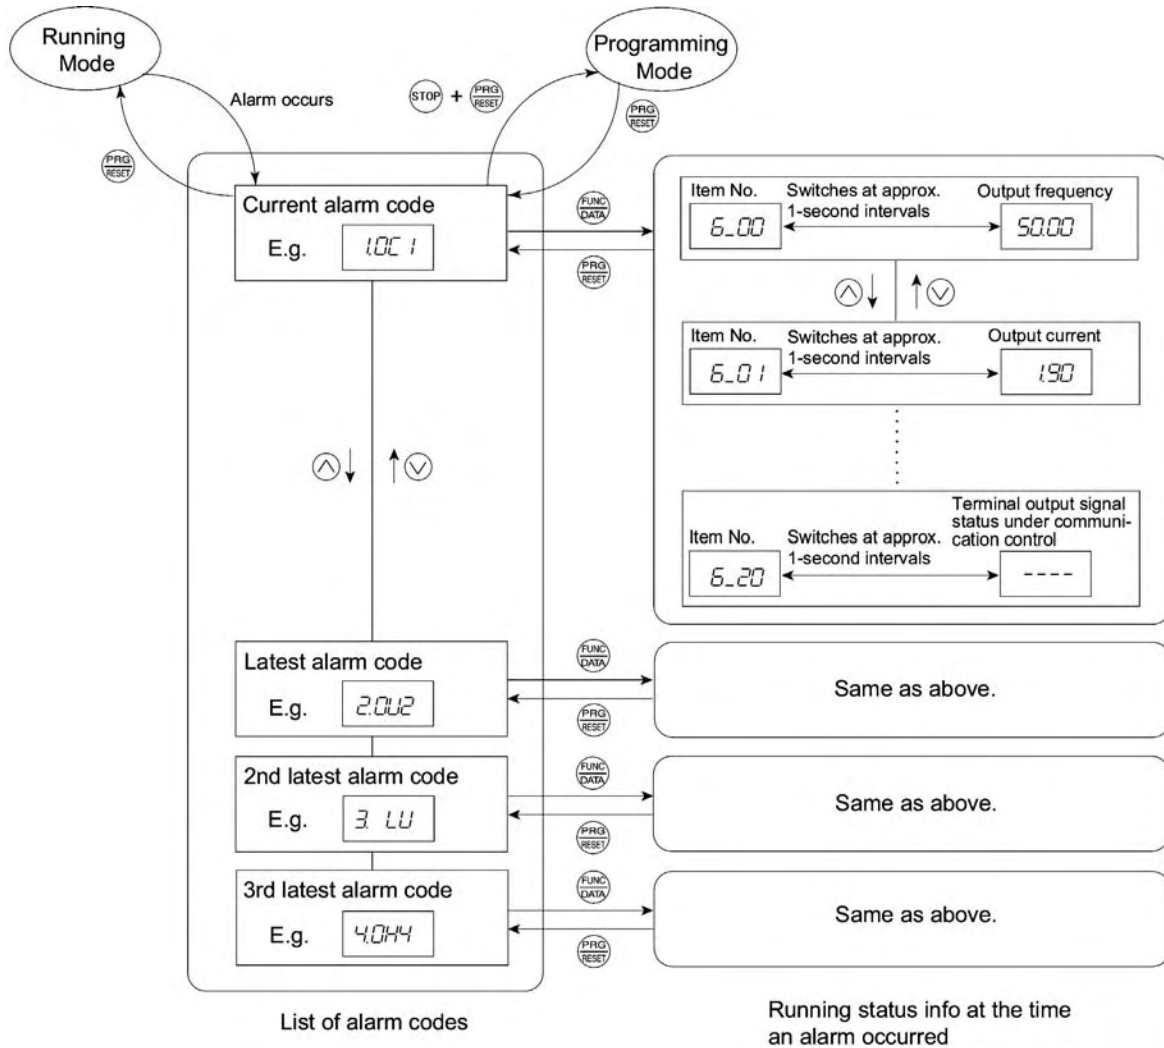 Running
Mode
Programming
Mode
Alarm occurs
STOP + PRG
RESET
PRG
RESET
PRG
RESET
Current alarm code
E.g. 1.OC1
FUNC
DATA
PRG
RESET
Item No. Switches at approx. Output frequency
1-second intervals
6_00 50.00
Item No. Switches at approx. Output current
1-second intervals
6_01 1.90
Terminal output signal
status under communi-
cation control
Item No. Switches at approx.
1-second intervals
6_20 ----
Latest alarm code
E.g. 2.OU2
FUNC
DATA
PRG
RESET
Same as above.
2nd latest alarm code
E.g. 3. LU
FUNC
DATA
PRG
RESET
Same as above.
3rd latest alarm code
E.g. 4.OH4
FUNC
DATA
PRG
RESET
Same as above.
List of alarm codes
Running status info at the time
an alarm occurred